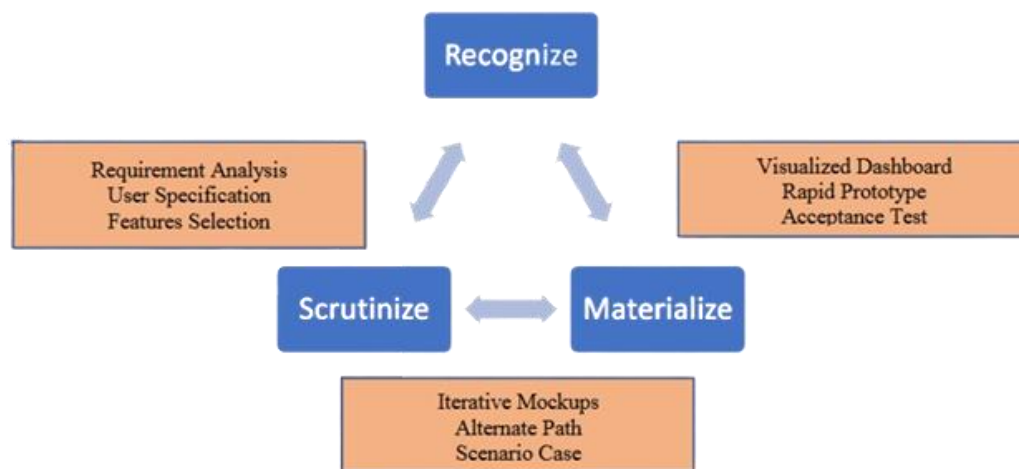 Recognize
Requirement Analysis
User Specification
Features Selection
Visualized Dashboard
Rapid Prototype
Acceptance Test
Scrutinize
Materialize
Iterative Mockups
Alternate Path
Scenario Case